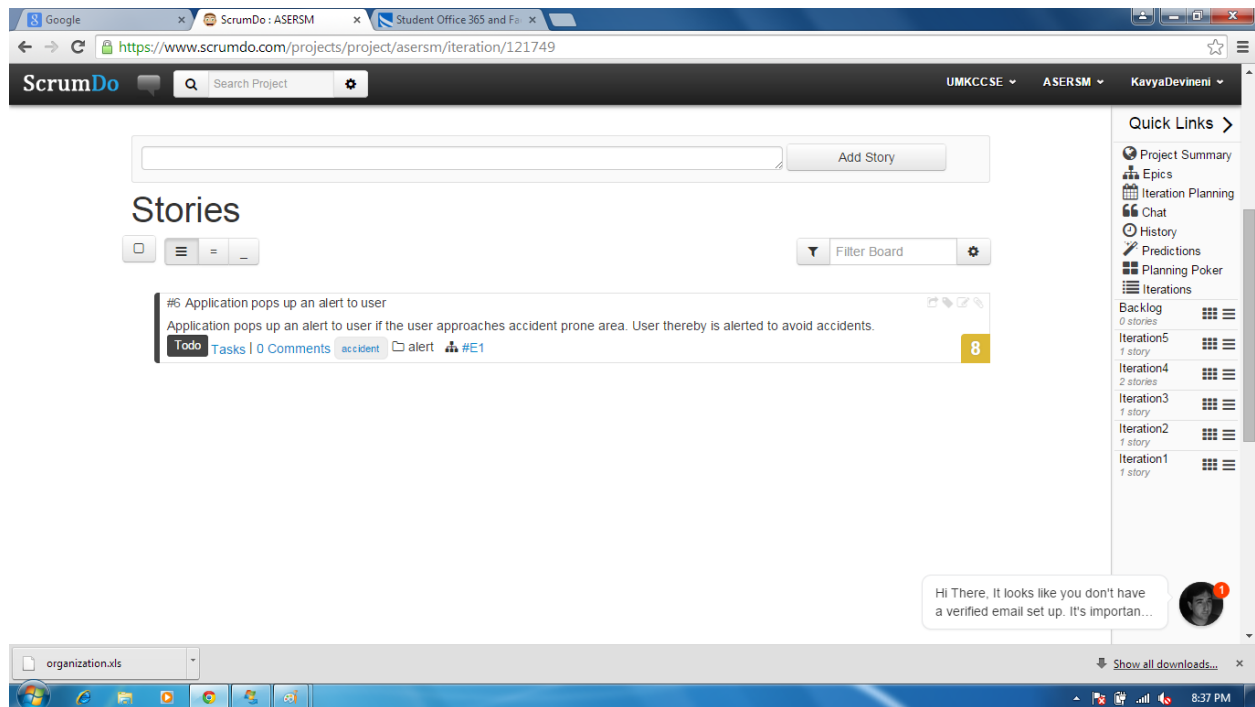 Google
ScrumDo : ASERSM
Student Office 365 and Fa
https://www.scrumdo.com/projects/project/asersm/iteration/121749
ScrumDo
Search Project
UMKCCSE
ASERSM
KavyaDevineni
Quick Links
Add Story
Project Summary
Epics
Iteration Planning
Chat
History
Predictions
Planning Poker
Iterations
Stories
Filter Board
#6 Application pops up an alert to user
Application pops up an alert to user if the user approaches accident prone area. User thereby is alerted to avoid accidents.
Todo Tasks | 0 Comments accident alert #E1
8
Backlog
0 stories
Iteration5
1 story
Iteration4
2 stories
Iteration3
1 story
Iteration2
1 story
Iteration1
1 story
Hi There, It looks like you don't have
a verified email set up. It's importan...
1
organization.xls
Show all downloads...
8:37 PM